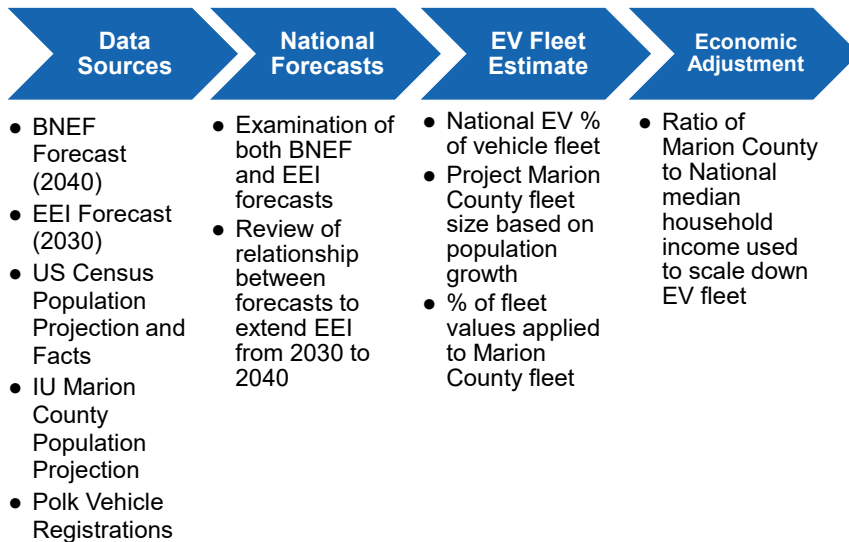 Data
Sources
● BNEF
Forecast
(2040)
● EEI Forecast
(2030)
● US Census
Population
Projection and
Facts
● IU Marion
County
Population
Projection
● Polk Vehicle
Registrations
National
Forecasts
● Examination of
both BNEF
and EEI
forecasts
● Review of
relationship
between
forecasts to
extend EEI
from 2030 to
2040
EV Fleet
Estimate
● National EV %
of vehicle fleet
● Project Marion
County fleet
size based on
population
growth
● % of fleet
values applied
to Marion
County fleet
Economic
Adjustment
● Ratio of
Marion County
to National
median
household
income used
to scale down
EV fleet